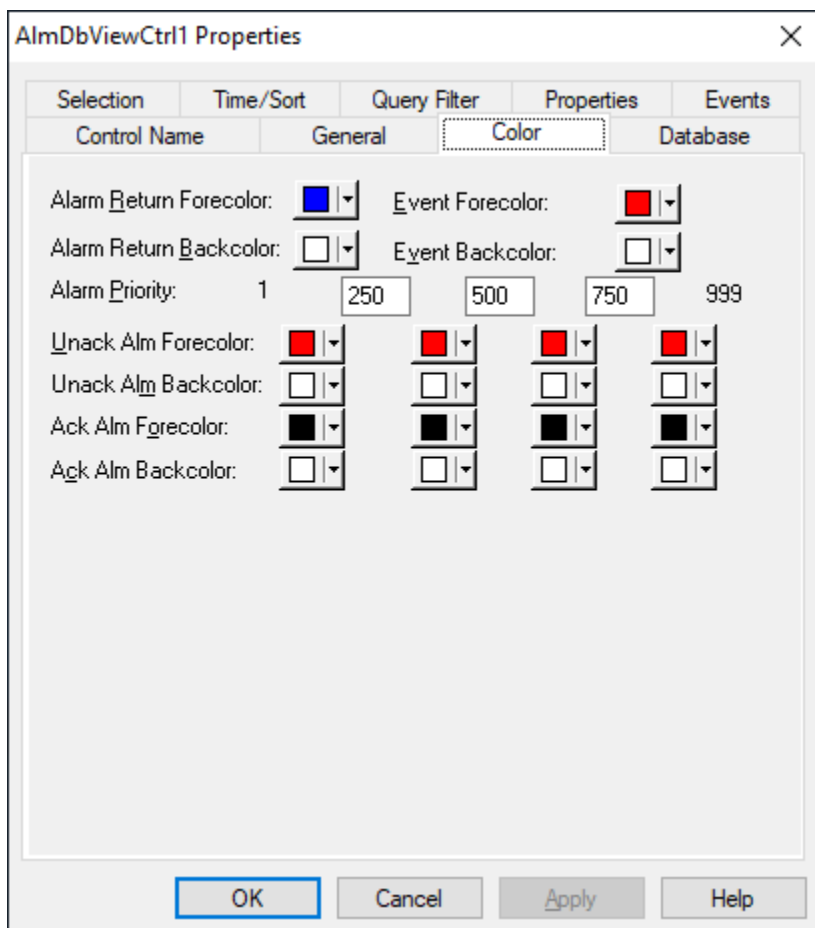 AlmDbViewCtrl1 Properties
Selection Time/Sort Query Filter Properties Events
Control Name General Color Database
Alarm Return Forecolor: Event Forecolor:
Alarm Return Backcolor: Event Backcolor:
Alarm Priority: 1 250 500 750 999
Unack Alm Forecolor:
Unack Alm Backcolor:
Ack Alm Forecolor:
Ack Alm Backcolor:
OK Cancel Apply Help